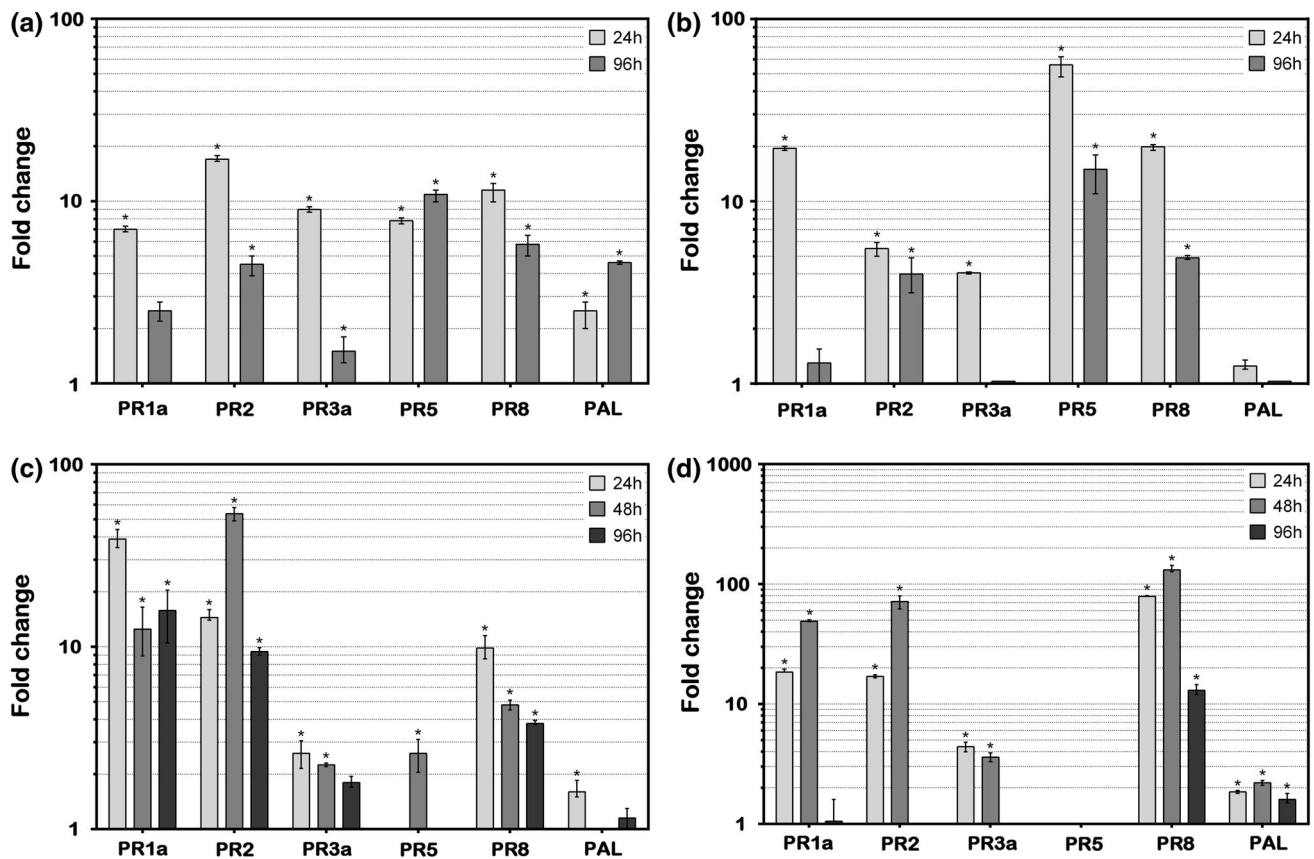 (a)
100
10
1
Fold change
24h
96h
PR1a PR2 PR3a PR5 PR8 PAL
* * * * * * * * * * *
(b)
100
10
1
Fold change
24h
96h
PR1a PR2 PR3a PR5 PR8 PAL
* * * * * * * *
(c)
100
10
1
Fold change
24h
48h
96h
PR1a PR2 PR3a PR5 PR8 PAL
* * * * * * * * * * * * *
(d)
1000
100
10
1
Fold change
24h
48h
96h
PR1a PR2 PR3a PR5 PR8 PAL
* * * * * * * * * * * *